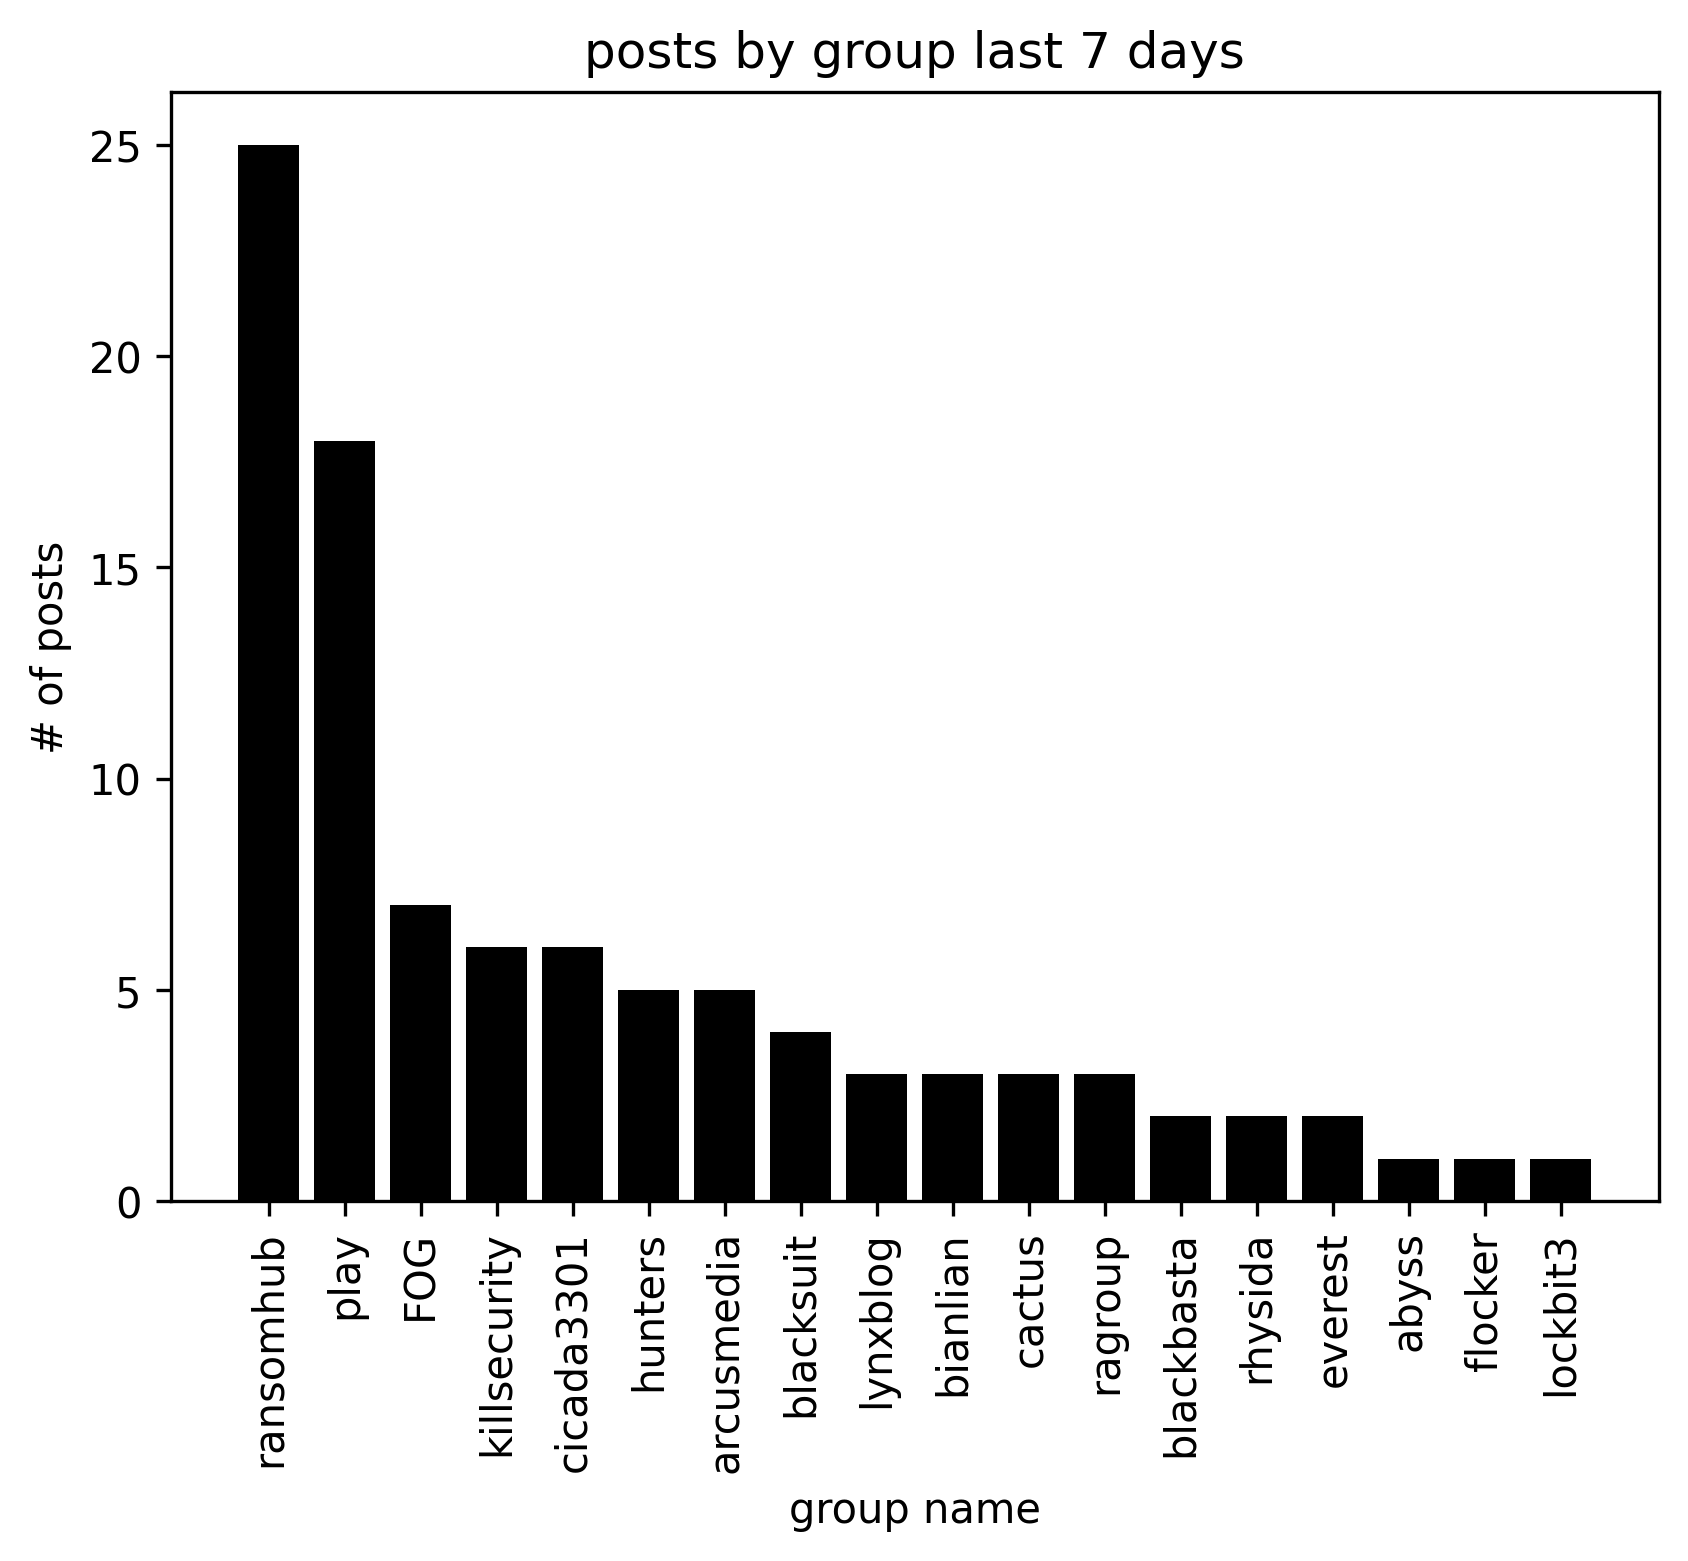 posts by group last 7 days
25
20
15
10
5
0
# of posts
ransomhub
play
FOG
killsecurity
cicada3301
hunters
arcusmedia
blacksuit
lynxblog
bianlian
cactus
ragroup
blackbasta
rhysida
everest
abyss
flocker
lockbit3
group name